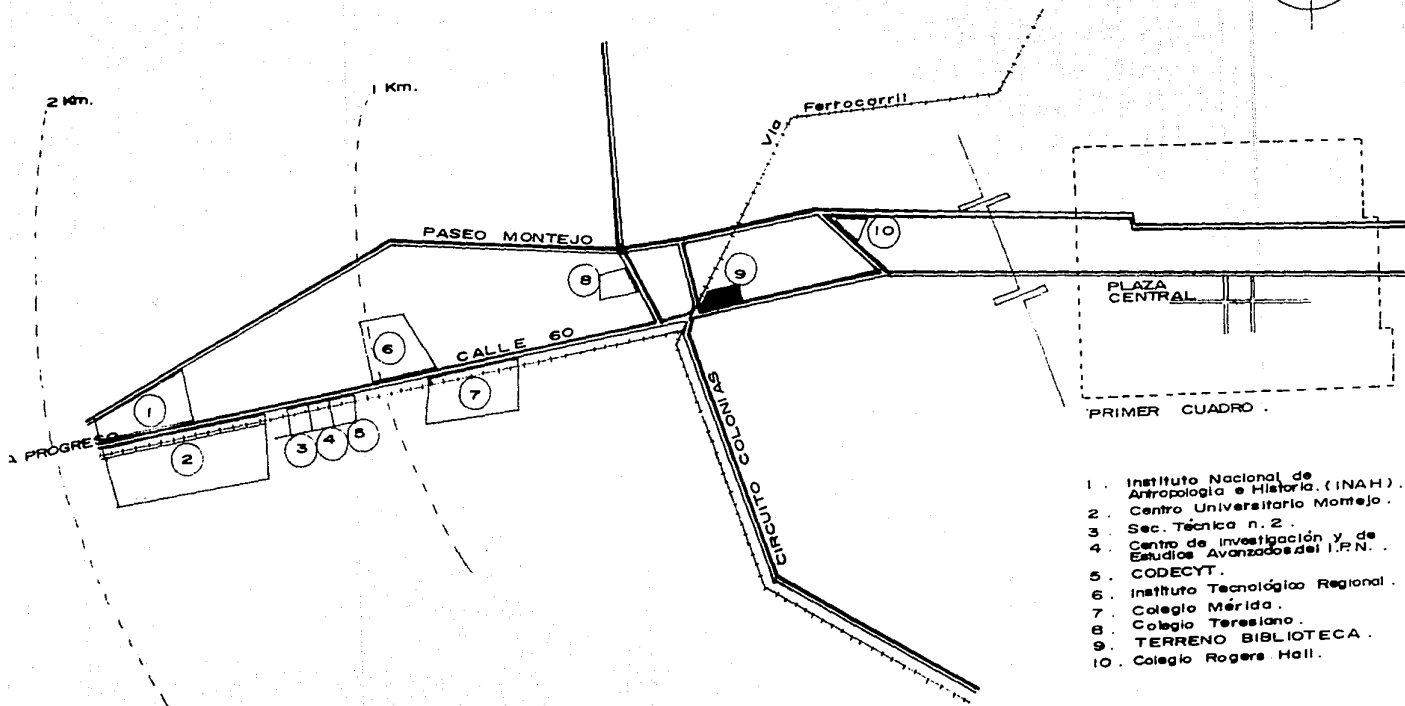 2 Km.
1 Km.
Via Ferrocarril
PASEO MONTEJO
10
9
8
PLAZA
CENTRAL
CALLE 60
6
7
CIRCUITO COLONIAS
1
PRIMER CUADRO.
A PROGRESO
2
3
4
5
1. Instituto Nacional de
Antropologia e Historia. (INAH).
2. Centro Universitario Montejo.
3. Sec. Técnica n. 2.
4. Centro de Investigación y de
Estudios Avanzados del I.P.N..
5. CODECYT.
6. Instituto Tecnológico Regional.
7. Colegio Mérida.
8. Colegio Teresiano.
9. TERRENO BIBLIOTECA.
10. Colegio Rogers Hall.